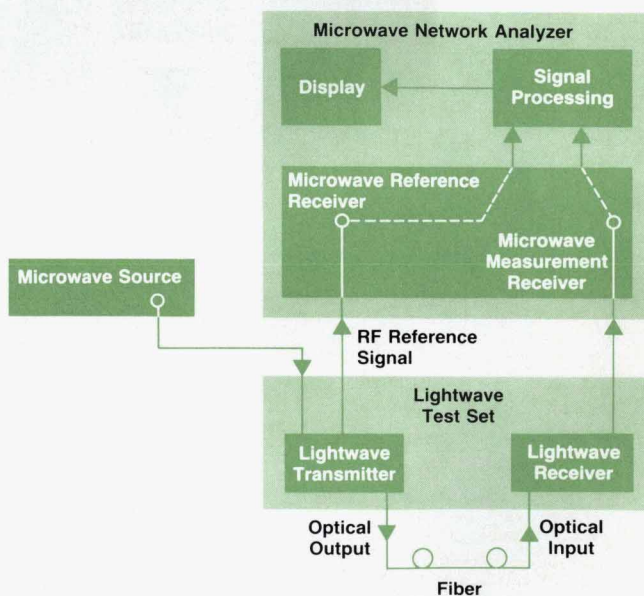 Microwave Network Analyzer
Display
Signal
Processing
Microwave Reference
Receiver
Microwave
Measurement
Receiver
Microwave Source
RF Reference
Signal
Lightwave
Test Set
Lightwave
Transmitter
Lightwave
Receiver
Optical
Output
Optical
Input
Fiber